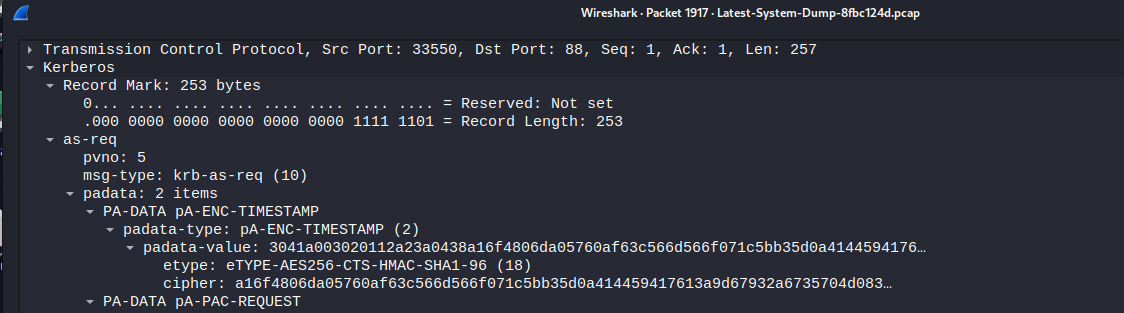 Wireshark · Packet 1917 · Latest-System-Dump-8fbc124d.pcap
Transmission Control Protocol, Src Port: 33550, Dst Port: 88, Seq: 1, Ack: 1, Len: 257
Kerberos
Record Mark: 253 bytes
0... .... .... .... .... .... .... .... = Reserved: Not set
.000 0000 0000 0000 0000 0000 1111 1101 = Record Length: 253
as-req
pvno: 5
msg-type: krb-as-req (10)
padata: 2 items
PA-DATA pA-ENC-TIMESTAMP
padata-type: pA-ENC-TIMESTAMP (2)
padata-value: 3041a003020112a23a0438a16f4806da05760af63c566d566f071c5bb35d0a4144594176…
etype: eTYPE-AES256-CTS-HMAC-SHA1-96 (18)
cipher: a16f4806da05760af63c566d566f071c5bb35d0a414459417613a9d67932a6735704d083…
PA-DATA pA-PAC-REQUEST